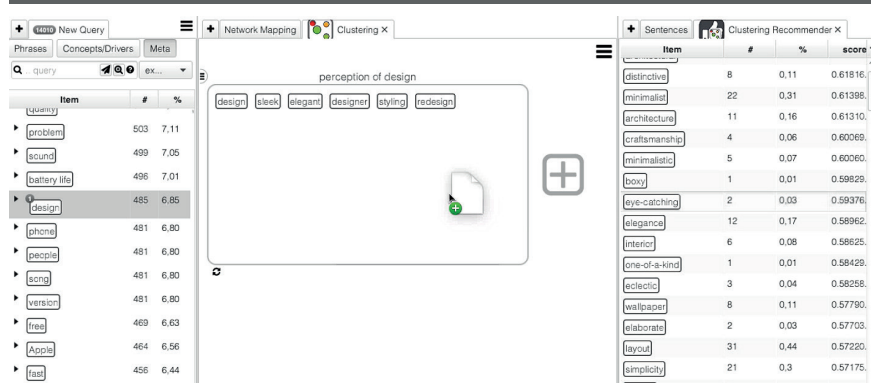 + 14010 New Query
Phrases Concepts/Drivers Meta
query ex...
Item # %
quality
problem 503 7,11
sound 499 7,05
battery life 496 7,01
design 485 6.85
phone 481 6,80
people 481 6,80
song 481 6,80
version 481 6,80
free 469 6,63
Apple 464 6,56
fast 456 6,44
+ Network Mapping Clustering ×
perception of design
design sleek elegant designer styling redesign
+ Sentences Clustering Recommender ×
Item # % score
architectural
distinctive 8 0,11 0.61816.
minimalist 22 0,31 0.61398.
architecture 11 0,16 0.61310.
craftsmanship 4 0,06 0.60069.
minimalistic 5 0,07 0.60060.
boxy 1 0,01 0.59829.
eye-catching 2 0,03 0.59376.
elegance 12 0,17 0.58962.
interior 6 0,08 0.58625.
one-of-a-kind 1 0,01 0.58429.
eclectic 3 0,04 0.58258.
wallpaper 8 0,11 0.57790.
elaborate 2 0,03 0.57703.
layout 31 0,44 0.57220.
simplicity 21 0,3 0.57175.